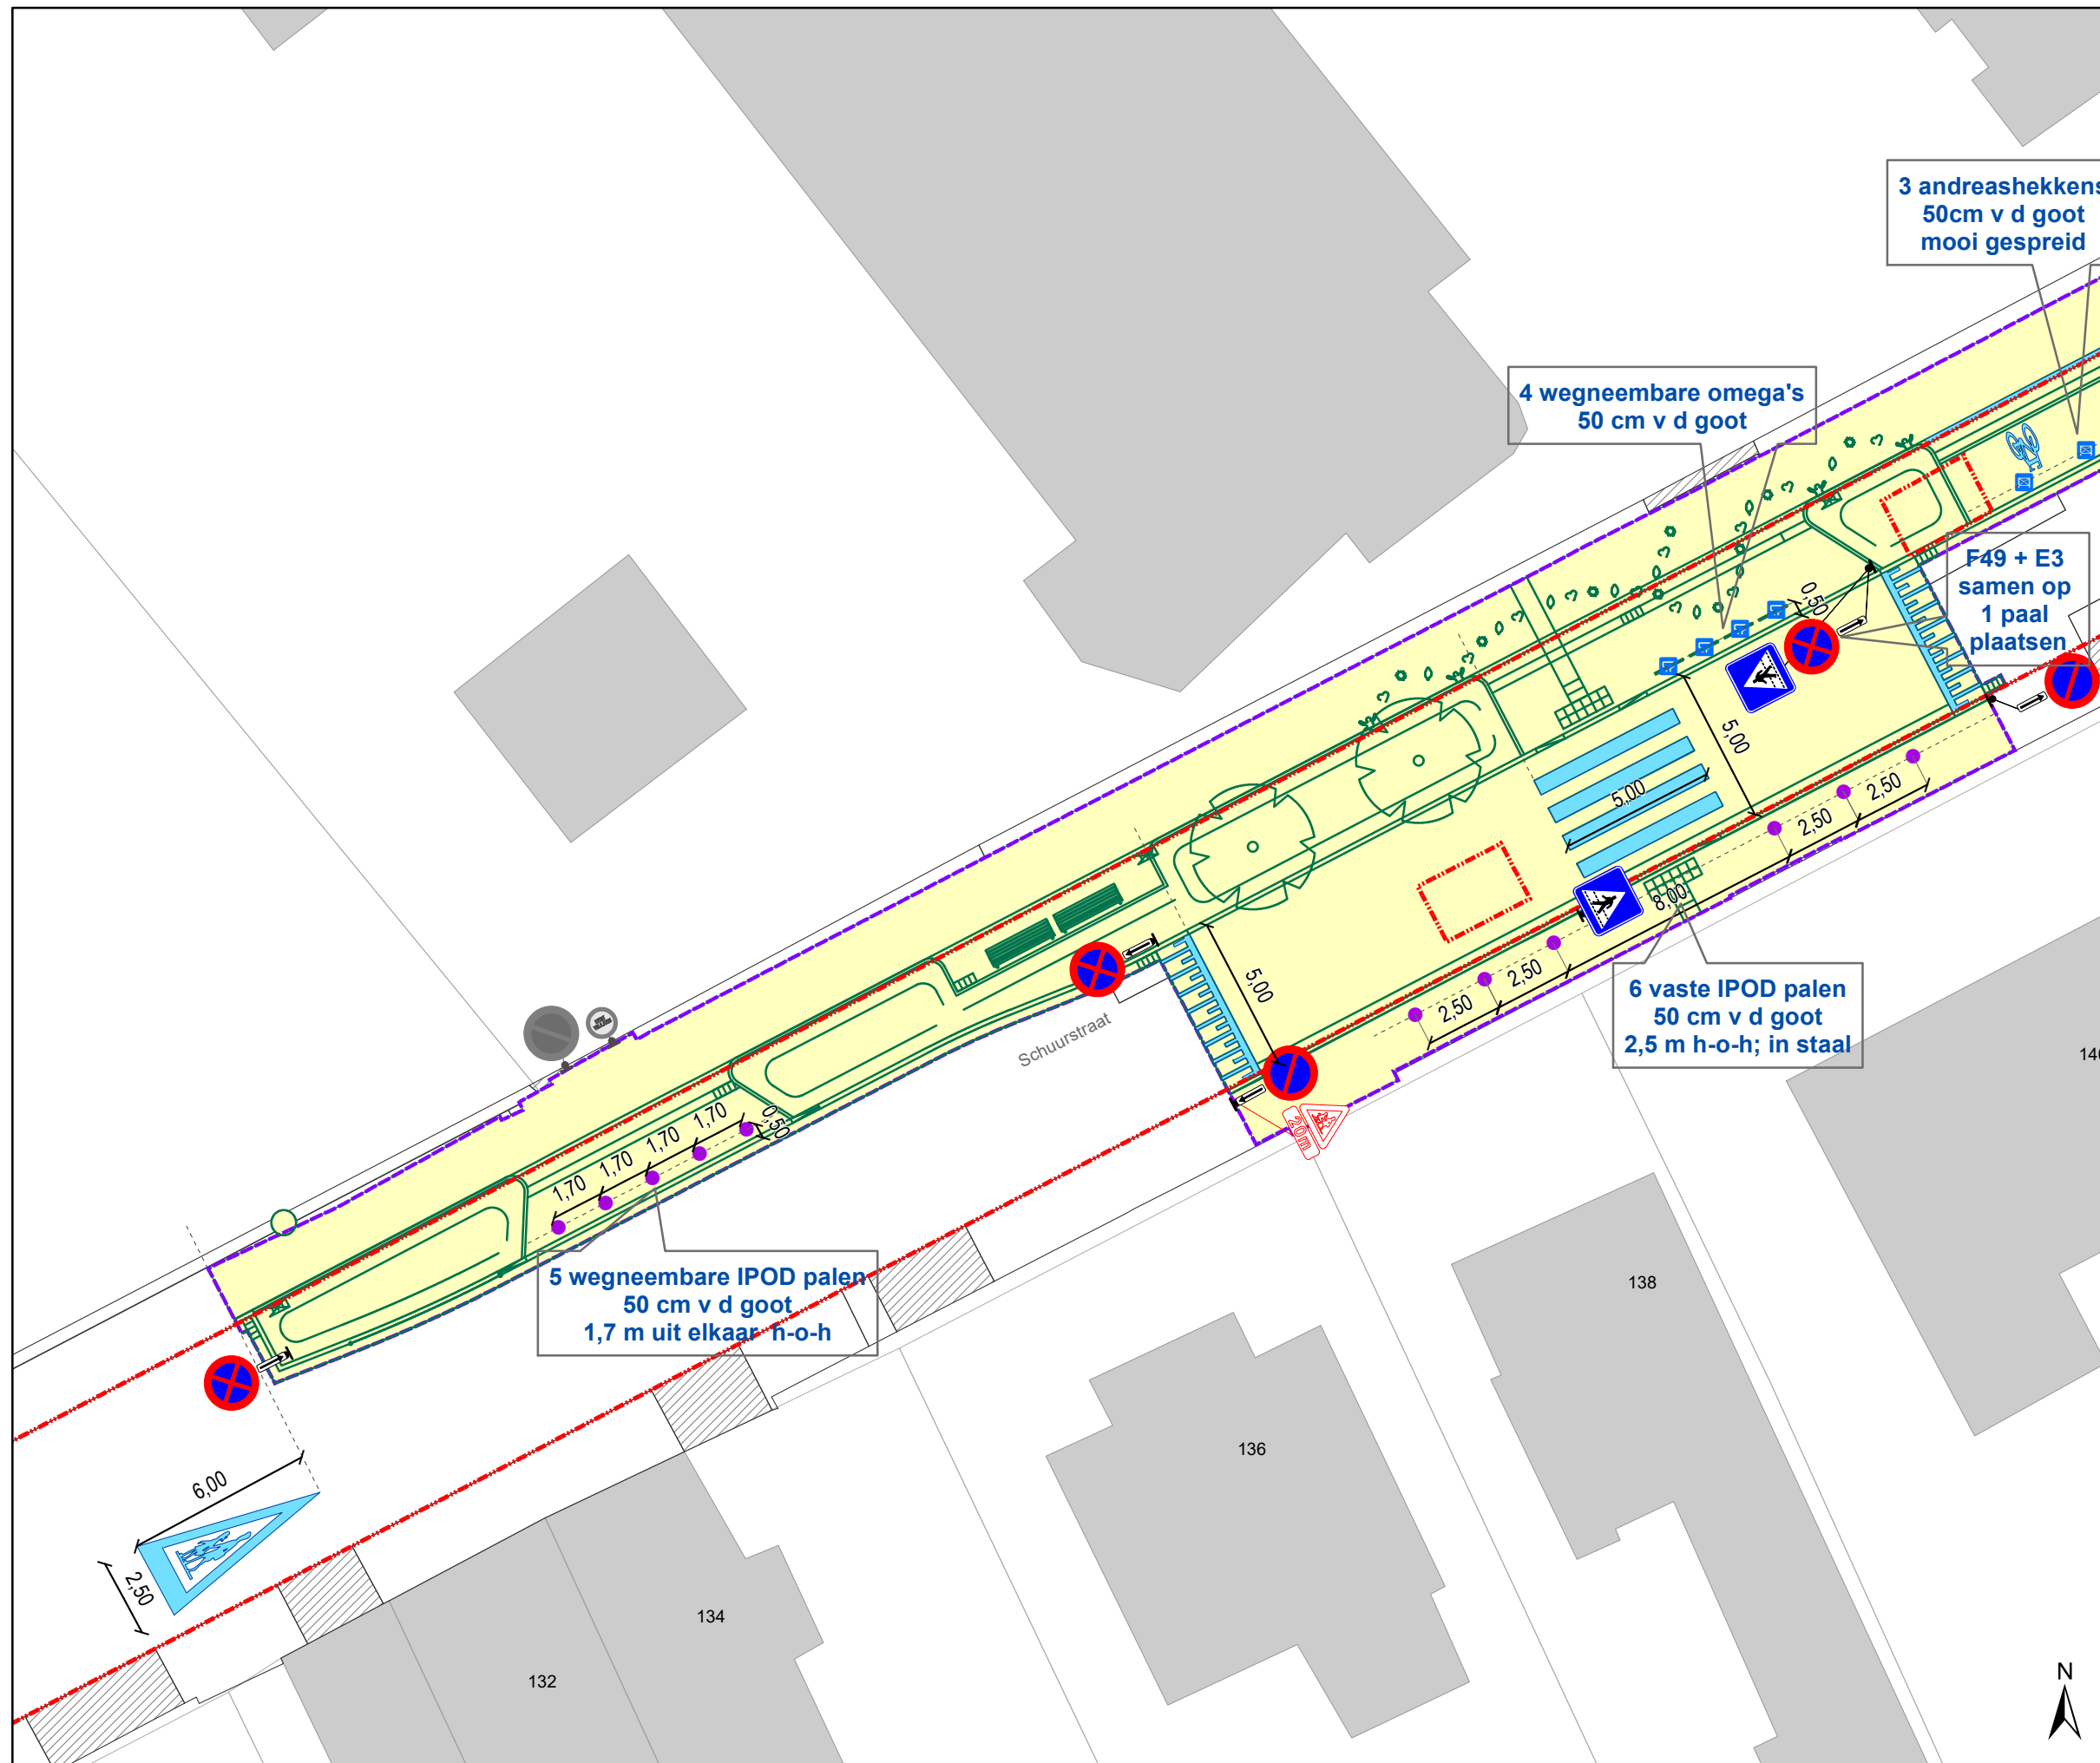 3 andreashekkens
50cm v d goot
mooi gespreid
4 wegneembare omega's
50 cm v d goot
F49 + E3
samen op
1 paal
plaatsen
0,50
5,00
5,00
2,50
2,50
8,00
2,50
2,50
5,00
6 vaste IPOD palen
50 cm v d goot
2,5 m h-o-h; in staal
Schuurstraat
20m
1,70
1,70
1,70
1,70
0,50
5 wegneembare IPOD palen
50 cm v d goot
1,7 m uit elkaar h-o-h
6,00
2,50
132
134
136
138
N